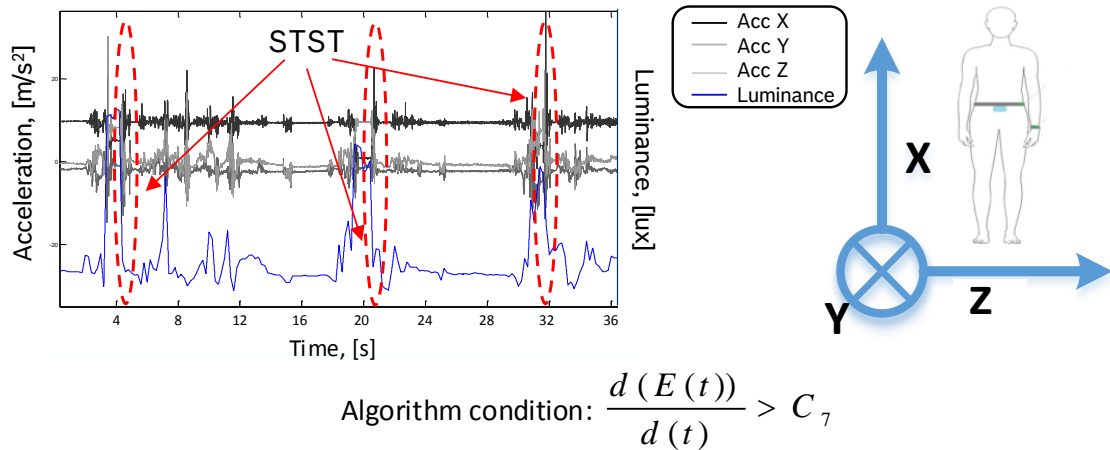 STST
Acceleration, [m/s²]
20
0
-20
4
8
12
16
20
24
28
32
36
Time, [s]
Luminance, [lux]
Acc X
Acc Y
Acc Z
Luminance
X
Y
Z
Algorithm condition: d(E(t)) / d(t) > C₇